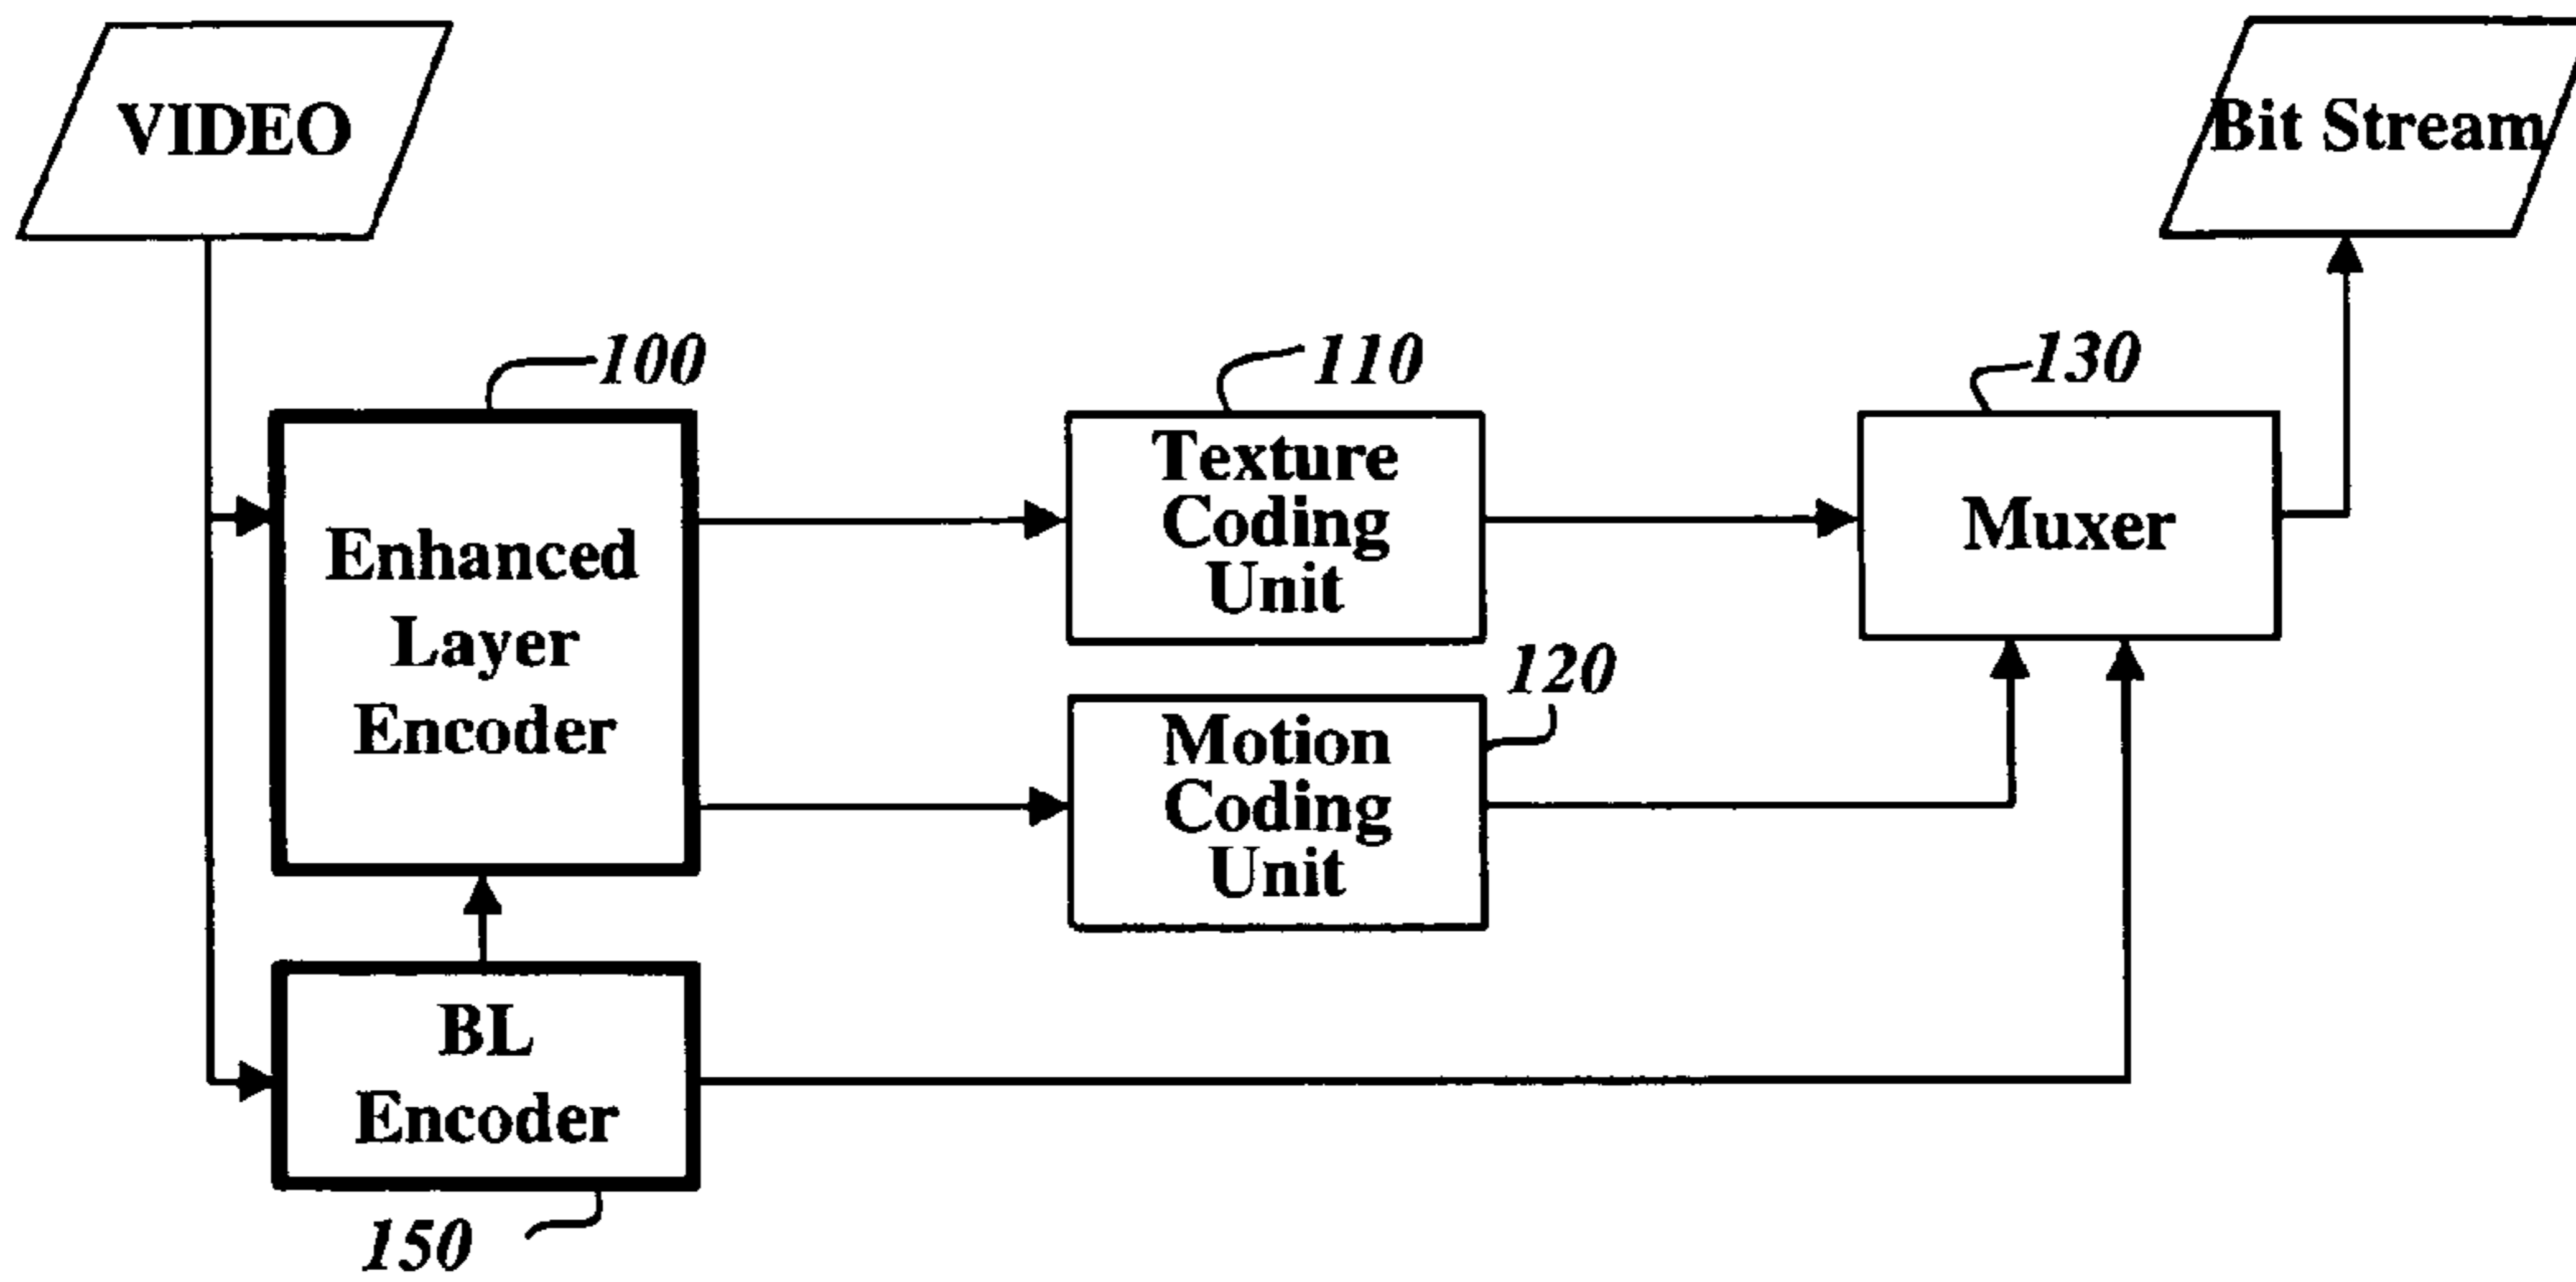 VIDEO
Bit Stream
100
110
130
Enhanced
Layer
Encoder
Texture
Coding
Unit
Muxer
120
Motion
Coding
Unit
BL
Encoder
150